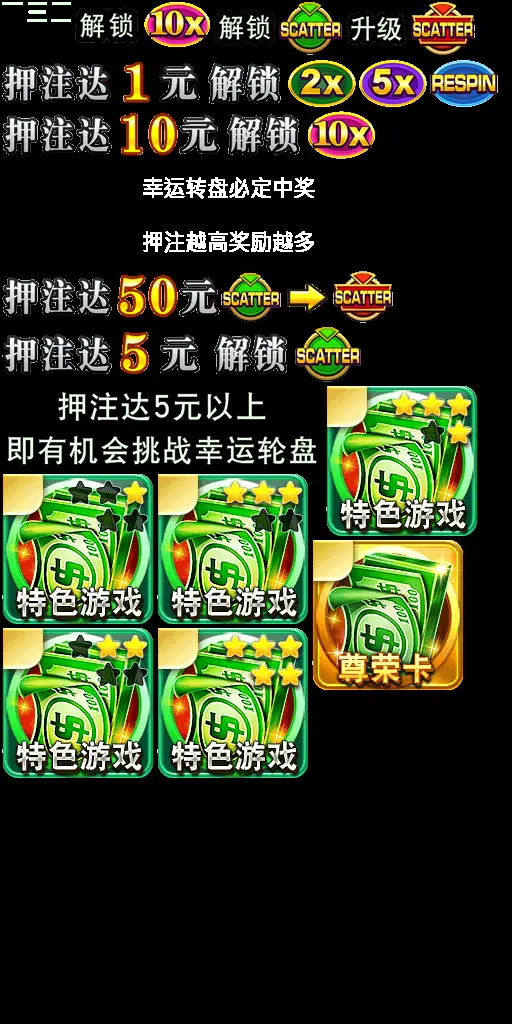 一三二 解锁 10x 解锁 SCATTER 升级 SCATTER
押注达 1 元 解锁 2x 5x RESPIN
押注达 10 元 解锁 10x
幸运转盘必定中奖
押注越高奖励越多
押注达 50 元 SCATTER SCATTER
押注达 5 元 解锁 SCATTER
押注达5元以上
即有机会挑战幸运轮盘
特色游戏
特色游戏 特色游戏
尊荣卡
特色游戏 特色游戏